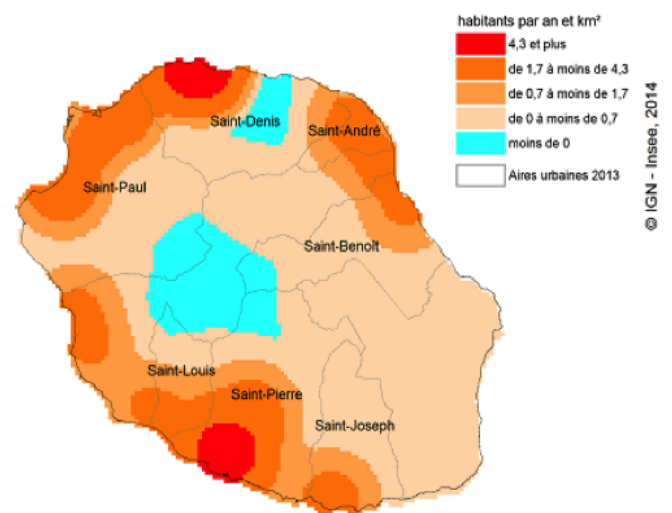 habitants par an et km²
4,3 et plus
de 1,7 à moins de 4,3
de 0,7 à moins de 1,7
de 0 à moins de 0,7
moins de 0
Aires urbaines 2013
© IGN - Insee, 2014
Saint-Denis
Saint-André
Saint-Paul
Saint-Benoît
Saint-Louis
Saint-Pierre
Saint-Joseph